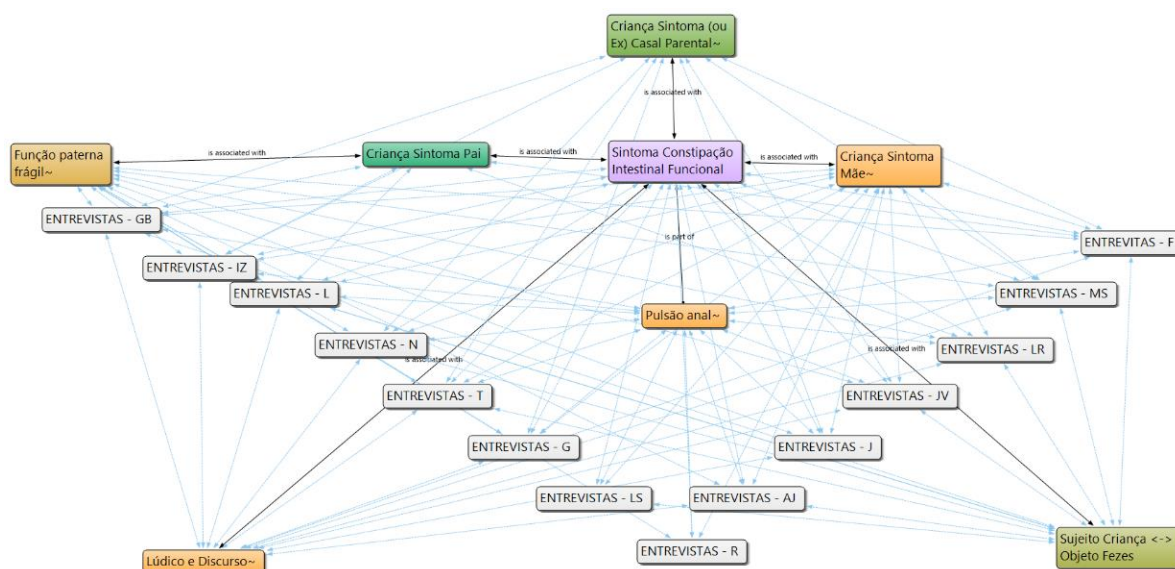 Criança Sintoma (ou
Ex) Casal Parental~
is associated with
Função paterna
frágil~
is associated with
Criança Sintoma Pai
is associated with
Sintoma Constipação
Intestinal Funcional
is associated with
Criança Sintoma
Mãe~
ENTREVISTAS - GB
is part of
ENTREVITAS - F
ENTREVISTAS - IZ
ENTREVISTAS - L
ENTREVISTAS - MS
Pulsão anal~
ENTREVISTAS - N
is associated with
is associated with
ENTREVISTAS - LR
ENTREVISTAS - T
ENTREVISTAS - JV
ENTREVISTAS - G
ENTREVISTAS - J
ENTREVISTAS - LS
ENTREVISTAS - AJ
ENTREVISTAS - R
Lúdico e Discurso~
Sujeito Criança <->
Objeto Fezes